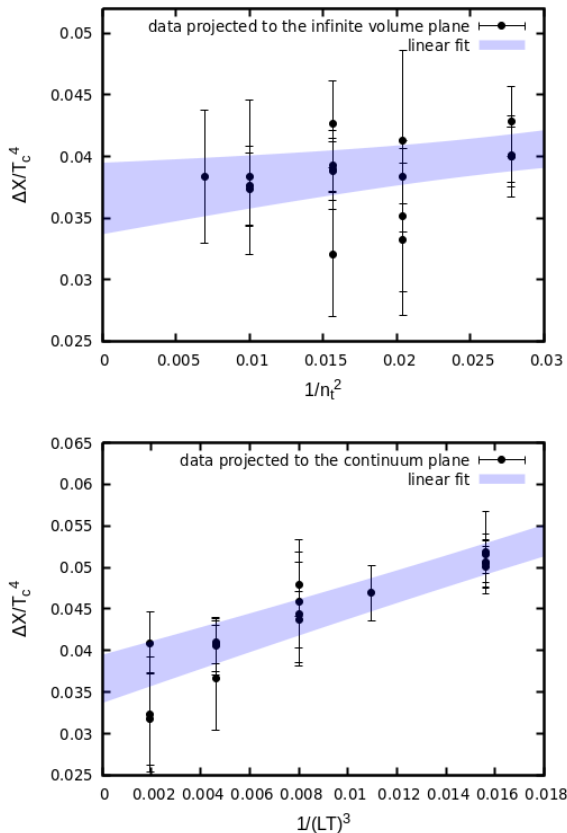 data projected to the infinite volume plane
linear fit
0.05
0.045
0.04
0.035
0.03
0.025
ΔX/T_c^4
0 0.005 0.01 0.015 0.02 0.025 0.03
1/n_t^2
data projected to the continuum plane
linear fit
0.065
0.06
0.055
0.05
0.045
0.04
0.035
0.03
0.025
ΔX/T_c^4
0 0.002 0.004 0.006 0.008 0.01 0.012 0.014 0.016 0.018
1/(LT)^3